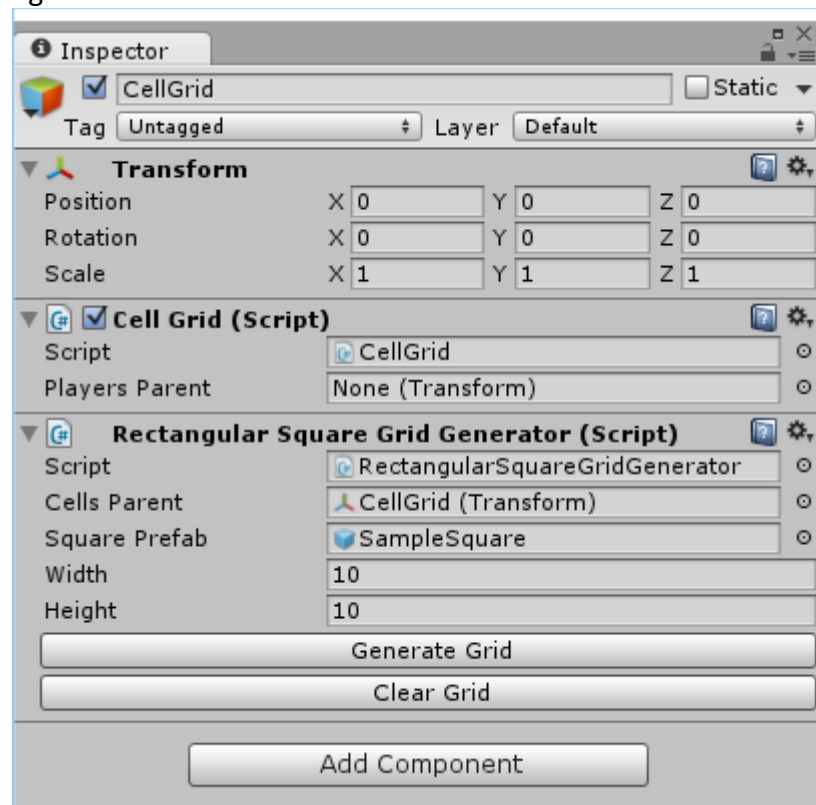 Inspector
CellGrid Static
Tag Untagged Layer Default
Transform
Position X 0 Y 0 Z 0
Rotation X 0 Y 0 Z 0
Scale X 1 Y 1 Z 1
Cell Grid (Script)
Script CellGrid
Players Parent None (Transform)
Rectangular Square Grid Generator (Script)
Script RectangularSquareGridGenerator
Cells Parent CellGrid (Transform)
Square Prefab SampleSquare
Width 10
Height 10
Generate Grid
Clear Grid
Add Component